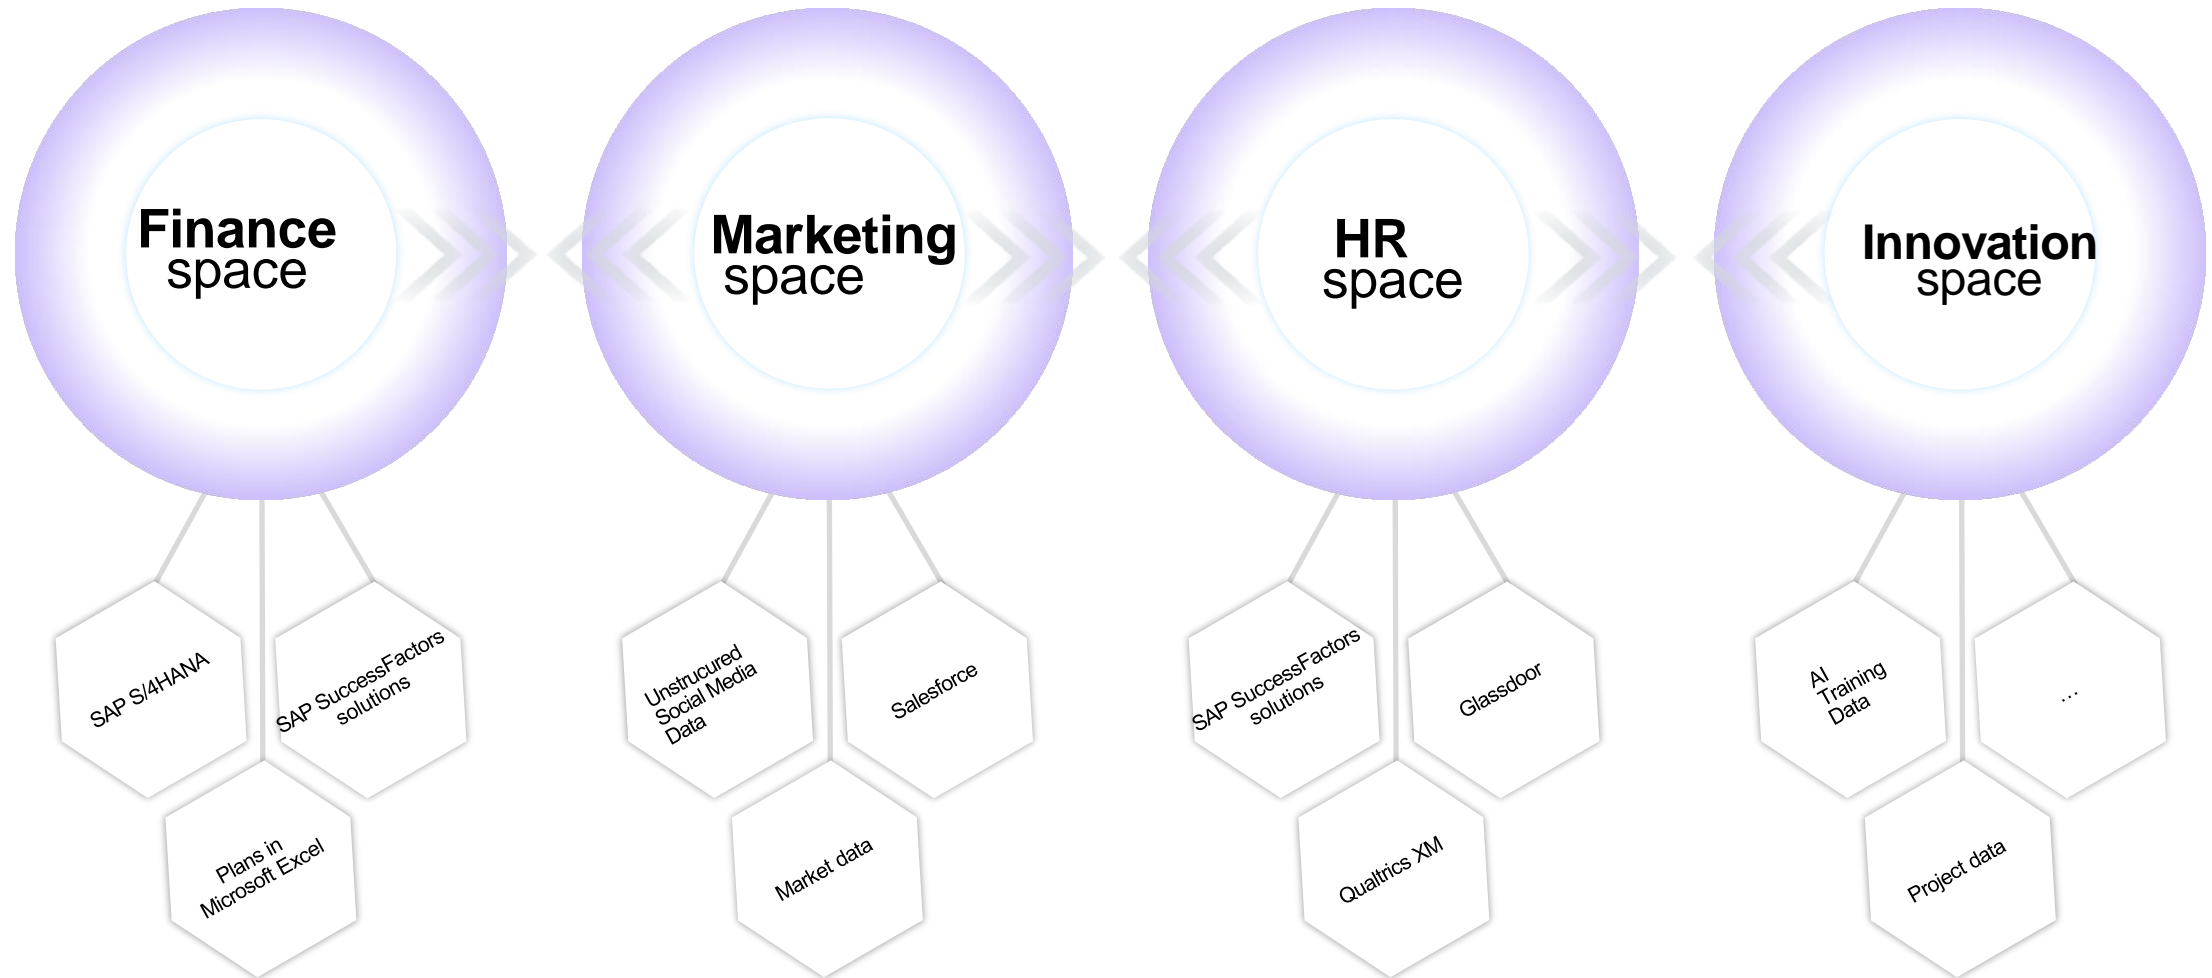 Finance
space
Marketing
space
HR
space
Innovation
space
SAP S/4HANA
SAP SuccessFactors
solutions
Plans in
Microsoft Excel
Unstrucured
Social Media
Data
Salesforce
Market data
SAP SuccessFactors
solutions
Glassdoor
Qualtrics XM
AI
Training
Data
...
Project data